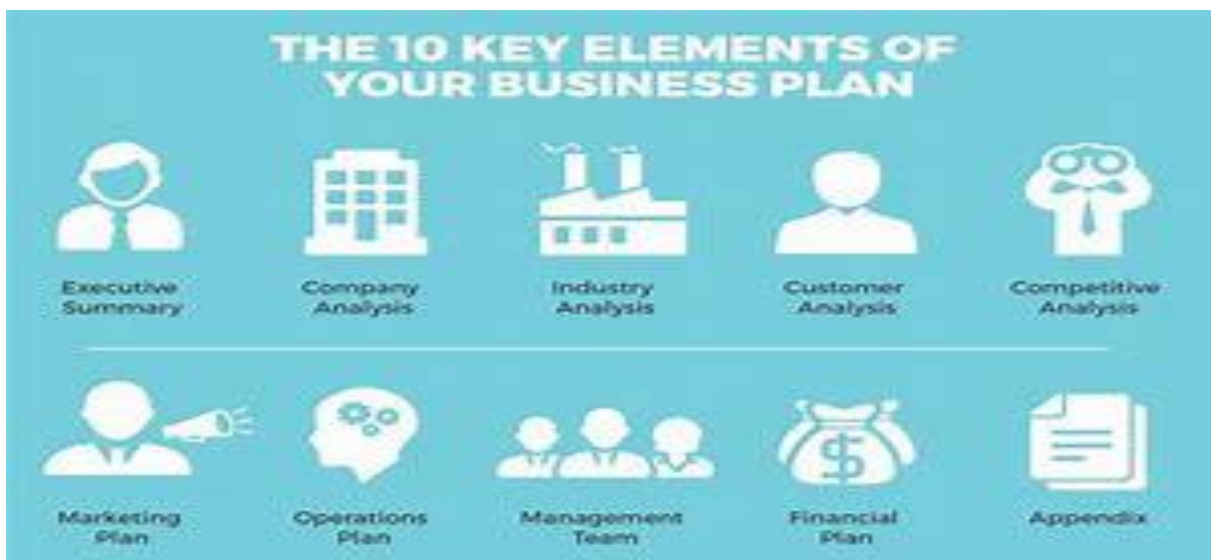 THE 10 KEY ELEMENTS OF
YOUR BUSINESS PLAN
Executive
Summary
Company
Analysis
Industry
Analysis
Customer
Analysis
Competitive
Analysis
Marketing
Plan
Operations
Plan
Management
Team
$
Financial
Plan
Appendix